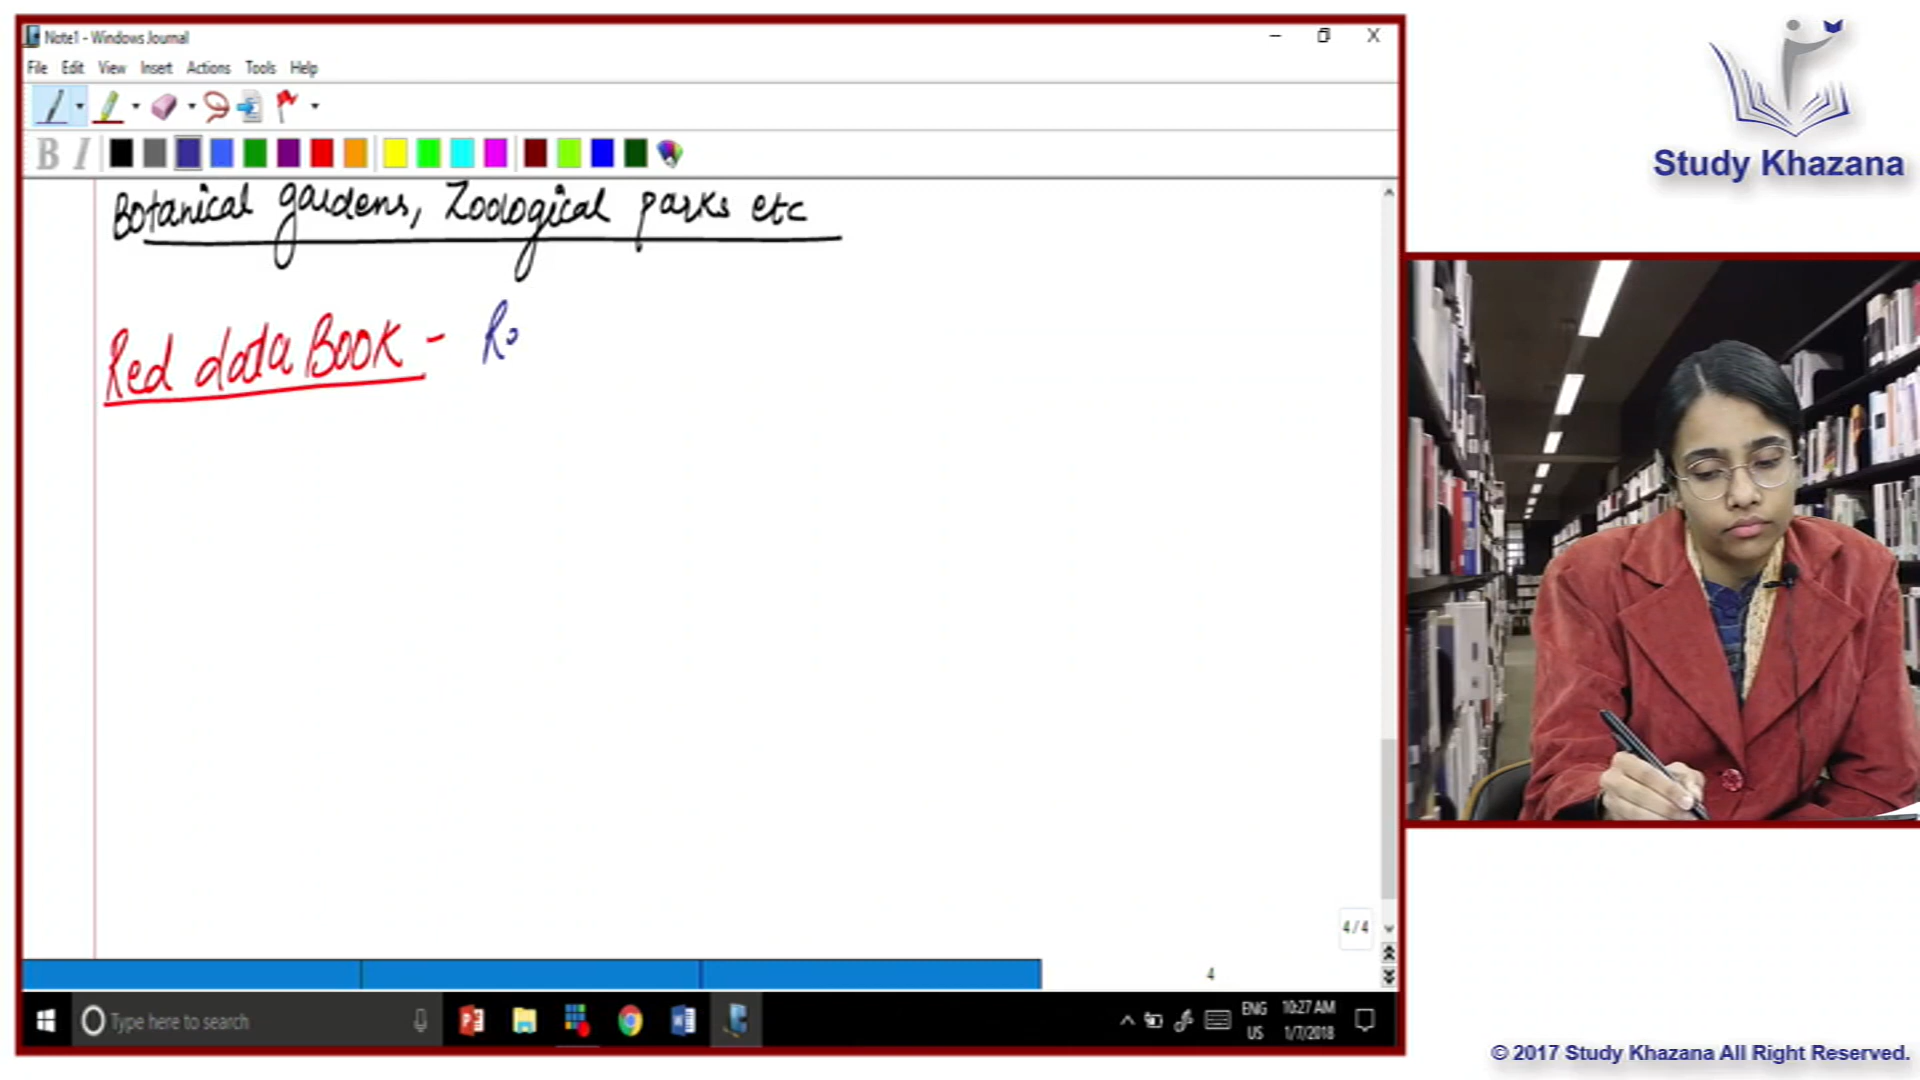 Note1 - Windows Journal
File Edit View Insert Actions Tools Help
B I
Botanical gardens, Zoological parks etc
Red data Book - Re
4 / 4
4
Type here to search
ENG
US
10:27 AM
1/7/2018
Study Khazana
© 2017 Study Khazana All Right Reserved.